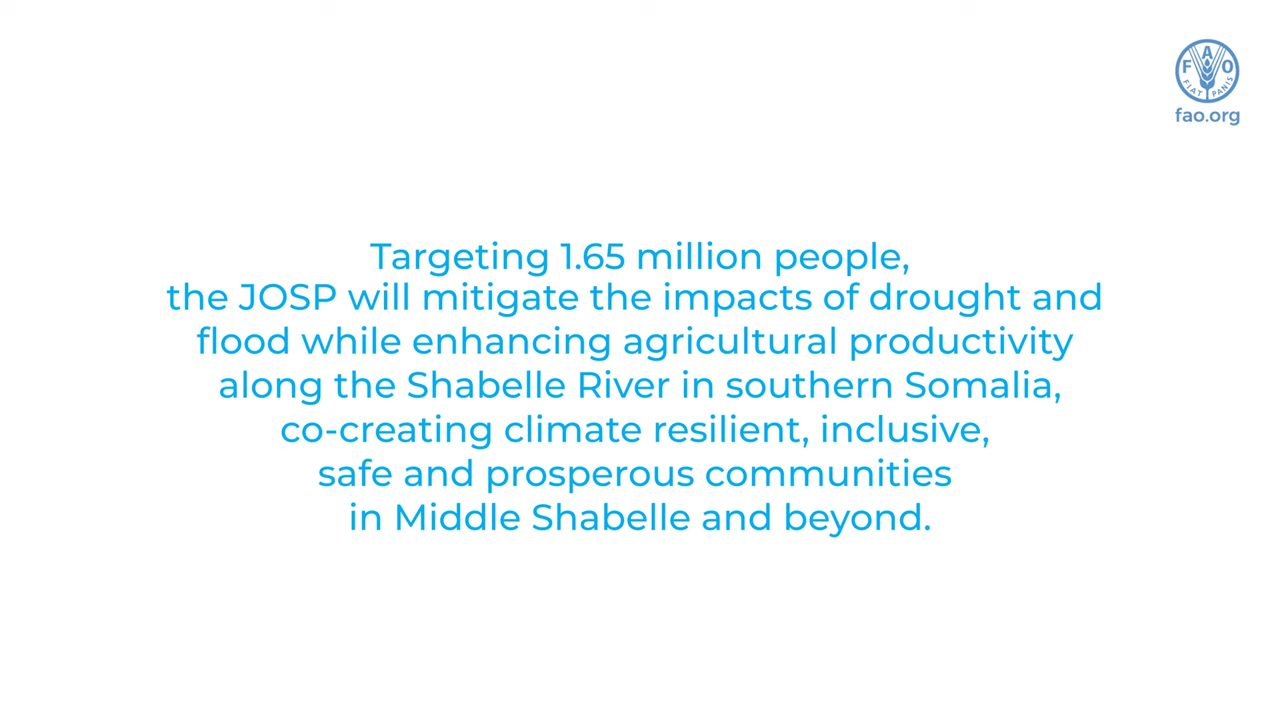 F A O
FIAT PANIS
fao.org
Targeting 1.65 million people,
the JOSP will mitigate the impacts of drought and
flood while enhancing agricultural productivity
along the Shabelle River in southern Somalia,
co-creating climate resilient, inclusive,
safe and prosperous communities
in Middle Shabelle and beyond.